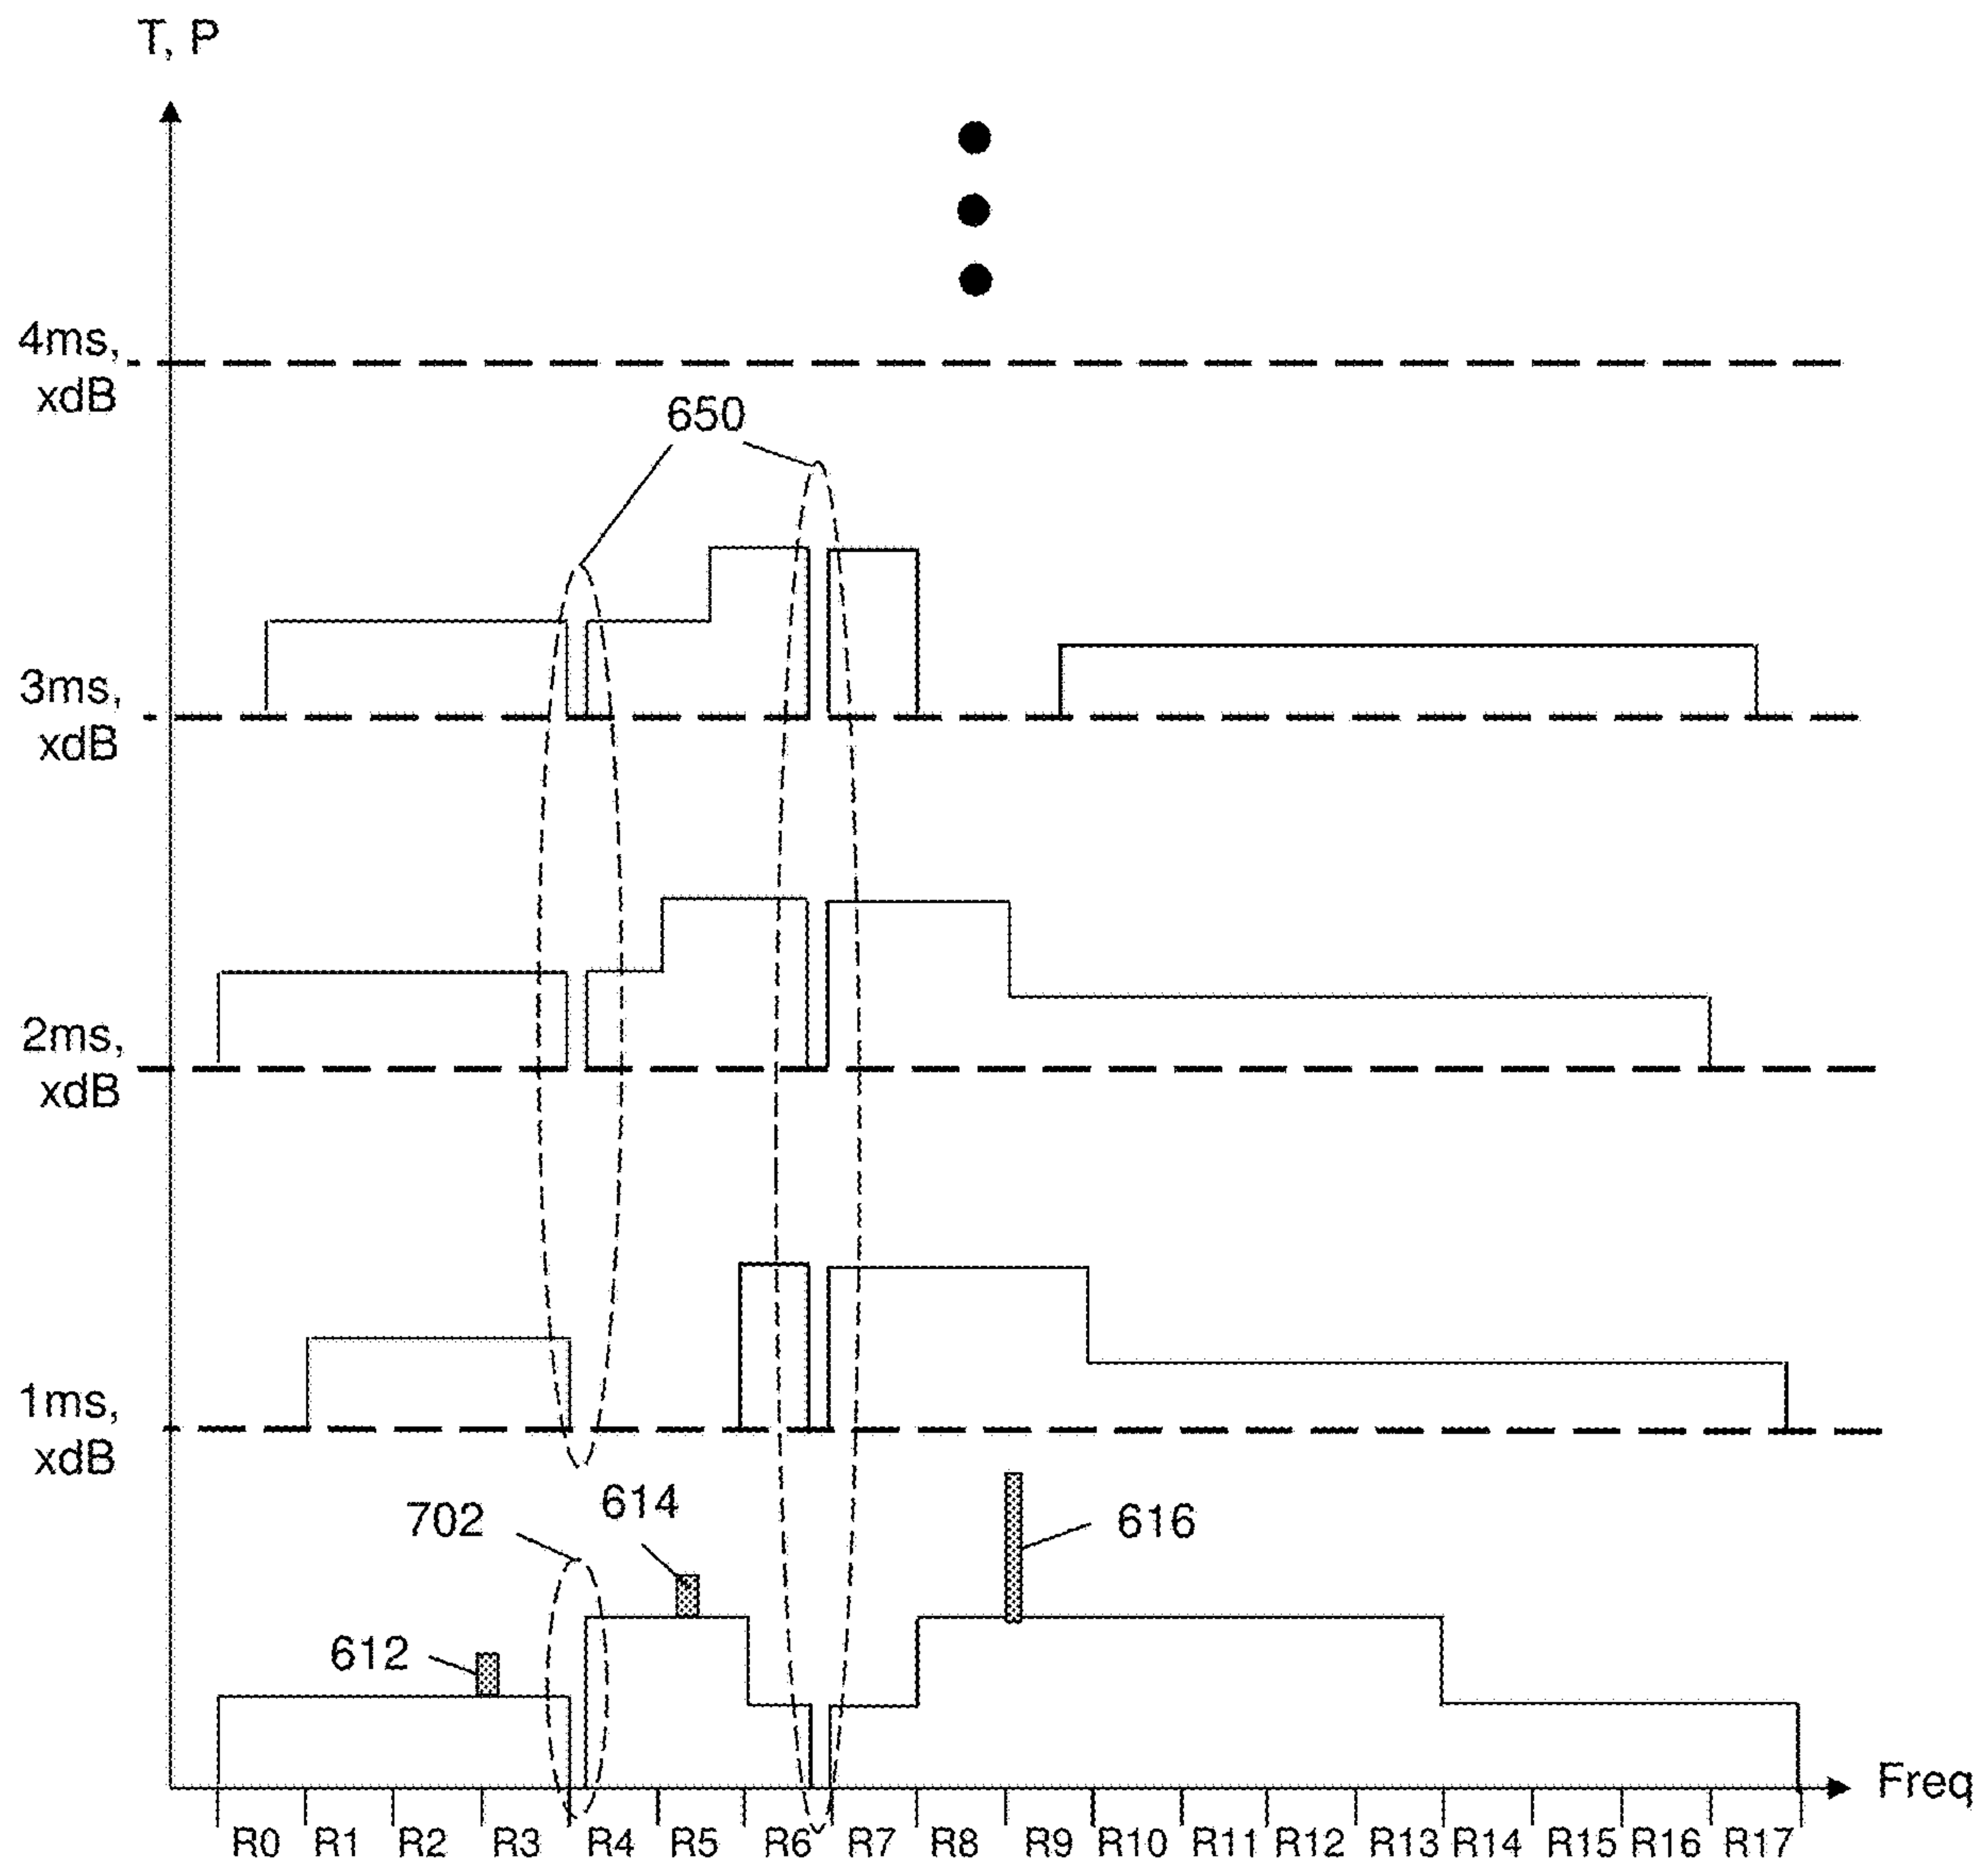 T, P
4ms,
xdB
650
3ms,
xdB
2ms,
xdB
1ms,
xdB
702
614
616
612
Freq
R0 R1 R2 R3 R4 R5 R6 R7 R8 R9 R10 R11 R12 R13 R14 R15 R16 R17